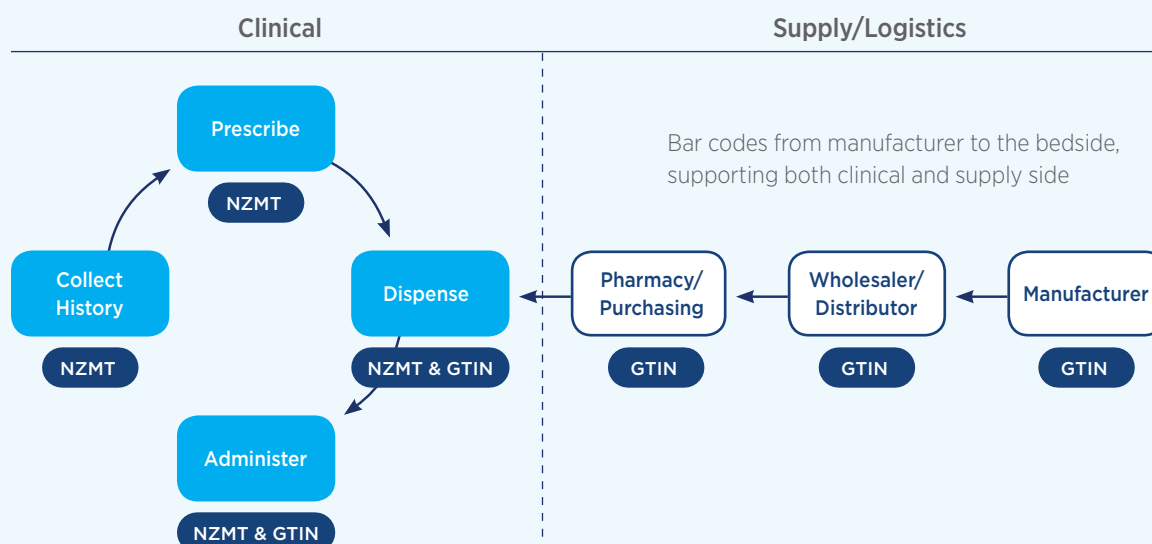 Clinical
Supply/Logistics
Prescribe
NZMT
Bar codes from manufacturer to the bedside,
supporting both clinical and supply side
Collect
History
NZMT
Dispense
NZMT & GTIN
Pharmacy/
Purchasing
GTIN
Wholesaler/
Distributor
GTIN
Manufacturer
GTIN
Administer
NZMT & GTIN